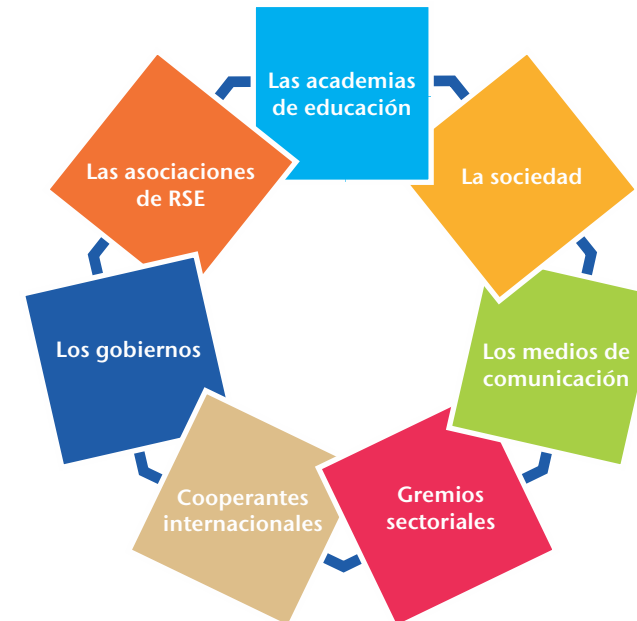 Las academias
de educación
La sociedad
Los medios de
comunicación
Gremios
sectoriales
Cooperantes
internacionales
Los gobiernos
Las asociaciones
de RSE